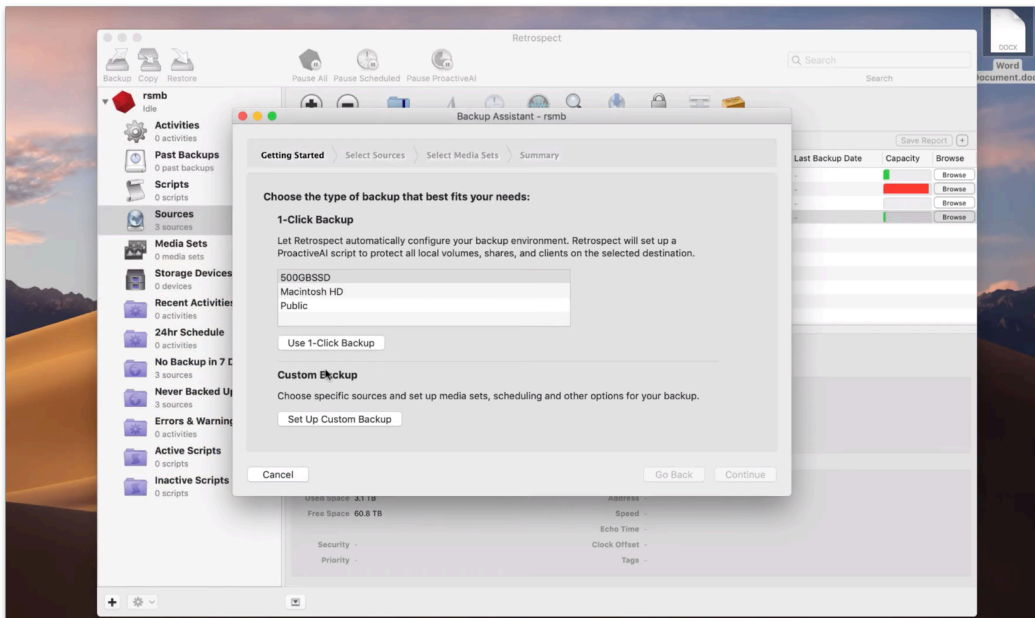 Retrospect
Backup Copy Restore
Pause All Pause Scheduled Pause ProactiveAI
Search
Search
DOCX
Word
rsmb
Idle
Activities
0 activities
Past Backups
0 past backups
Scripts
0 scripts
Sources
3 sources
Media Sets
0 media sets
Storage Devices
0 devices
Recent Activities
0 activities
24hr Schedule
0 activities
No Backup in 7 D
3 sources
Never Backed Up
3 sources
Errors & Warning
0 activities
Active Scripts
0 scripts
Inactive Scripts
0 scripts
Backup Assistant - rsmb
Getting Started Select Sources Select Media Sets Summary
Choose the type of backup that best fits your needs:
1-Click Backup
Let Retrospect automatically configure your backup environment. Retrospect will set up a
ProactiveAI script to protect all local volumes, shares, and clients on the selected destination.
500GBSSD
Macintosh HD
Public
Use 1-Click Backup
Custom Backup
Choose specific sources and set up media sets, scheduling and other options for your backup.
Set Up Custom Backup
Cancel Go Back Continue
Save Report
Last Backup Date Capacity Browse
Browse
Browse
Browse
Browse
Used Space 3.1 TB Address -
Free Space 60.8 TB Speed -
Echo Time -
Security - Clock Offset -
Priority - Tags -